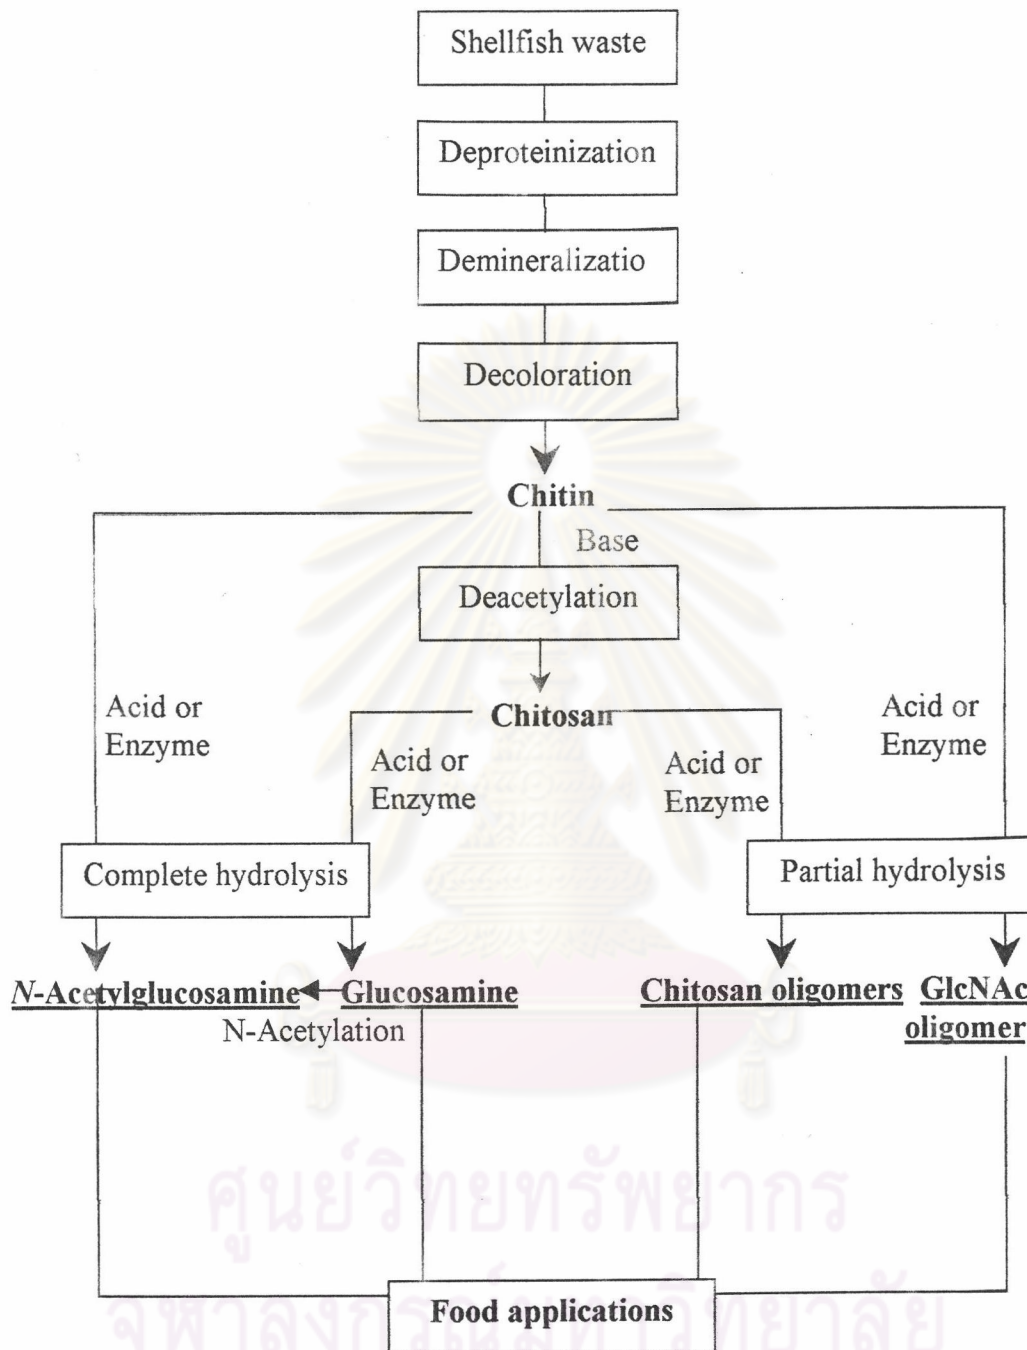 Shellfish waste
Deproteinization
Demineralizatio
Decoloration
Chitin
Base
Deacetylation
Chitosan
Acid or
Enzyme
Acid or
Enzyme
Acid or
Enzyme
Acid or
Enzyme
Complete hydrolysis
Partial hydrolysis
N-Acetylglucosamine
Glucosamine
Chitosan oligomers
GlcNAc
oligomer
N-Acetylation
Food applications
ศูนย์วิทยทรัพยากร
จุฬาลงกรณ์มหาวิทยาลัย